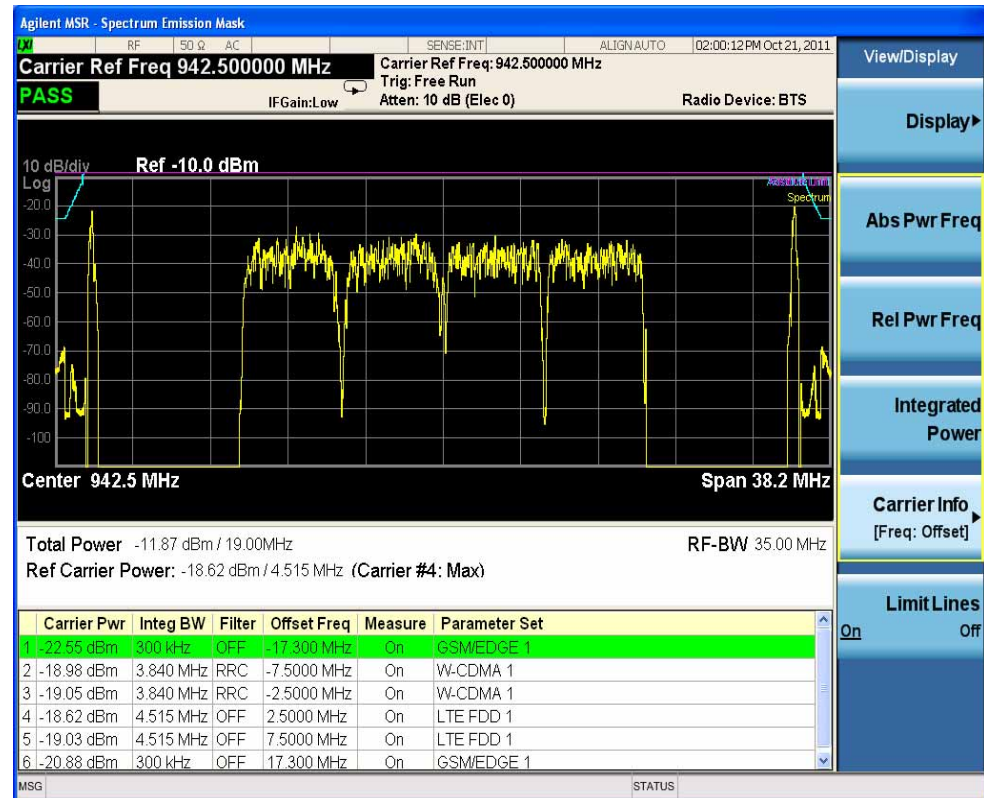 Agilent MSR - Spectrum Emission Mask
LXI RF 50 Ω AC SENSE:INT ALIGN AUTO 02:00:12 PM Oct 21, 2011
Carrier Ref Freq 942.500000 MHz
Carrier Ref Freq: 942.500000 MHz
Trig: Free Run
PASS IFGain:Low Atten: 10 dB (Elec 0) Radio Device: BTS
10 dB/div Ref -10.0 dBm
Log
Absolute Limit
Spectrum
-20.0
-30.0
-40.0
-50.0
-60.0
-70.0
-80.0
-90.0
-100
Center 942.5 MHz Span 38.2 MHz
Total Power -11.87 dBm / 19.00MHz RF-BW 35.00 MHz
Ref Carrier Power: -18.62 dBm / 4.515 MHz (Carrier #4: Max)
Carrier Pwr Integ BW Filter Offset Freq Measure Parameter Set
1 -22.55 dBm 300 kHz OFF -17.300 MHz On GSM/EDGE 1
2 -18.98 dBm 3.840 MHz RRC -7.5000 MHz On W-CDMA 1
3 -19.05 dBm 3.840 MHz RRC -2.5000 MHz On W-CDMA 1
4 -18.62 dBm 4.515 MHz OFF 2.5000 MHz On LTE FDD 1
5 -19.03 dBm 4.515 MHz OFF 7.5000 MHz On LTE FDD 1
6 -20.88 dBm 300 kHz OFF 17.300 MHz On GSM/EDGE 1
MSG STATUS
View/Display
Display
Abs Pwr Freq
Rel Pwr Freq
Integrated
Power
Carrier Info
[Freq: Offset]
Limit Lines
On Off